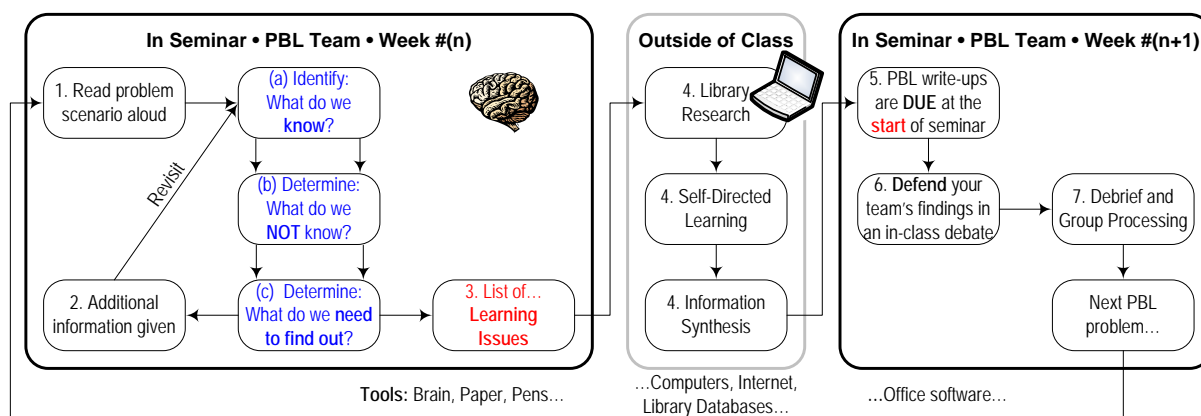 In Seminar • PBL Team • Week #(n)
1. Read problem
scenario aloud
(a) Identify:
What do we
know?
Revisit
(b) Determine:
What do we
NOT know?
2. Additional
information given
(c) Determine:
What do we need
to find out?
3. List of…
Learning
Issues
Tools: Brain, Paper, Pens…
Outside of Class
4. Library
Research
4. Self-Directed
Learning
4. Information
Synthesis
…Computers, Internet,
Library Databases…
In Seminar • PBL Team • Week #(n+1)
5. PBL write-ups
are DUE at the
start of seminar
6. Defend your
team's findings in
an in-class debate
7. Debrief and
Group Processing
Next PBL
problem…
…Office software…